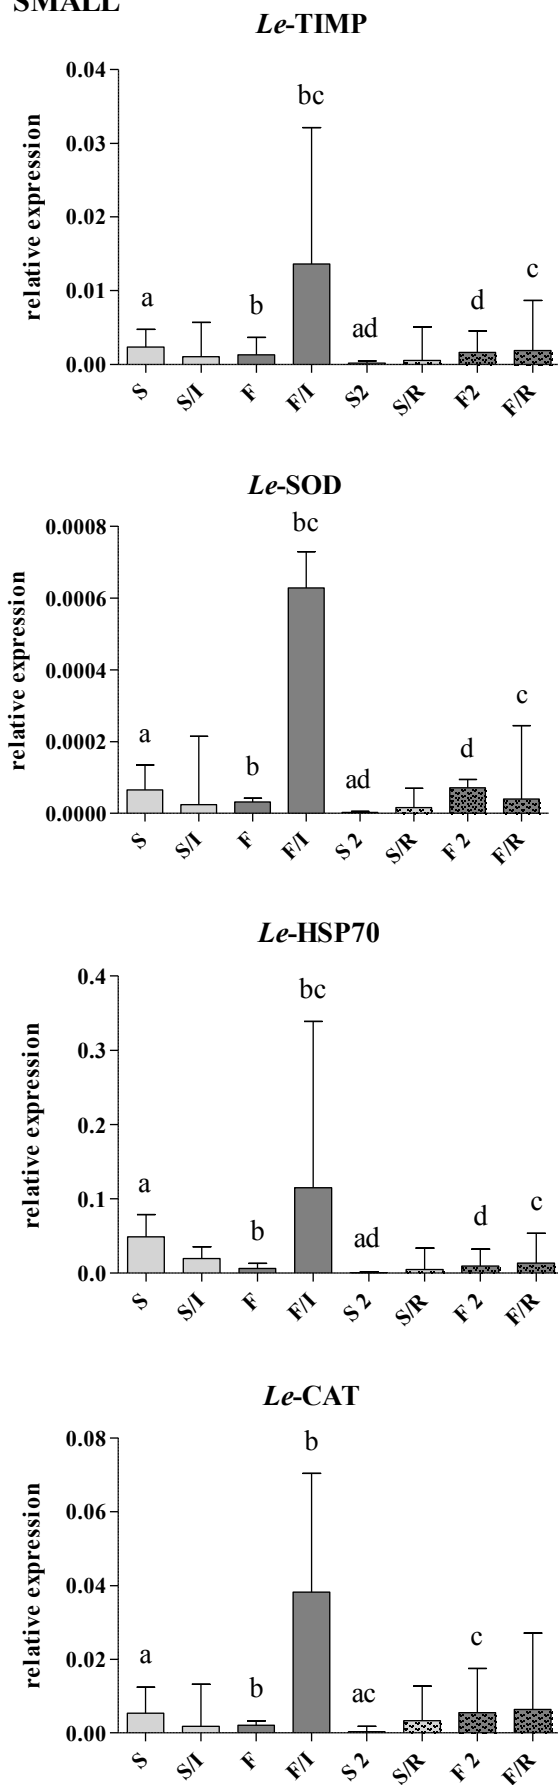 SMALL
Le-TIMP
bc
a
b
ad
d
c
relative expression
0.04
0.03
0.02
0.01
0.00
S S/I F F/I S2 S/R F2 F/R
Le-SOD
bc
a
b
ad
d
c
relative expression
0.0008
0.0006
0.0004
0.0002
0.0000
S S/I F F/I S 2 S/R F 2 F/R
Le-HSP70
bc
a
b
ad
d
c
relative expression
0.4
0.3
0.2
0.1
0.0
S S/I F F/I S 2 S/R F 2 F/R
Le-CAT
b
a
b
ac
c
relative expression
0.08
0.06
0.04
0.02
0.00
S S/I F F/I S 2 S/R F 2 F/R